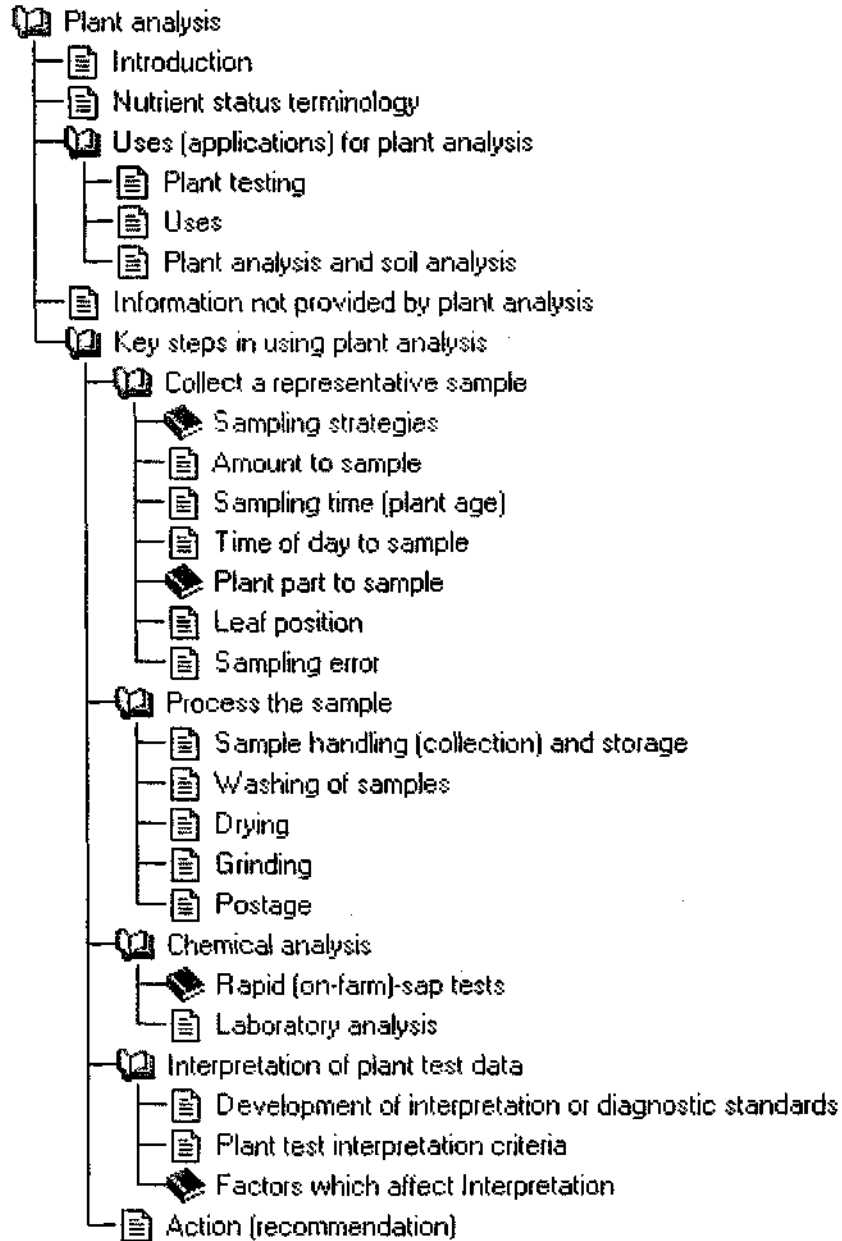 Plant analysis
Introduction
Nutrient status terminology
Uses (applications) for plant analysis
Plant testing
Uses
Plant analysis and soil analysis
Information not provided by plant analysis
Key steps in using plant analysis
Collect a representative sample
Sampling strategies
Amount to sample
Sampling time (plant age)
Time of day to sample
Plant part to sample
Leaf position
Sampling error
Process the sample
Sample handling (collection) and storage
Washing of samples
Drying
Grinding
Postage
Chemical analysis
Rapid (on-farm)-sap tests
Laboratory analysis
Interpretation of plant test data
Development of interpretation or diagnostic standards
Plant test interpretation criteria
Factors which affect Interpretation
Action (recommendation)